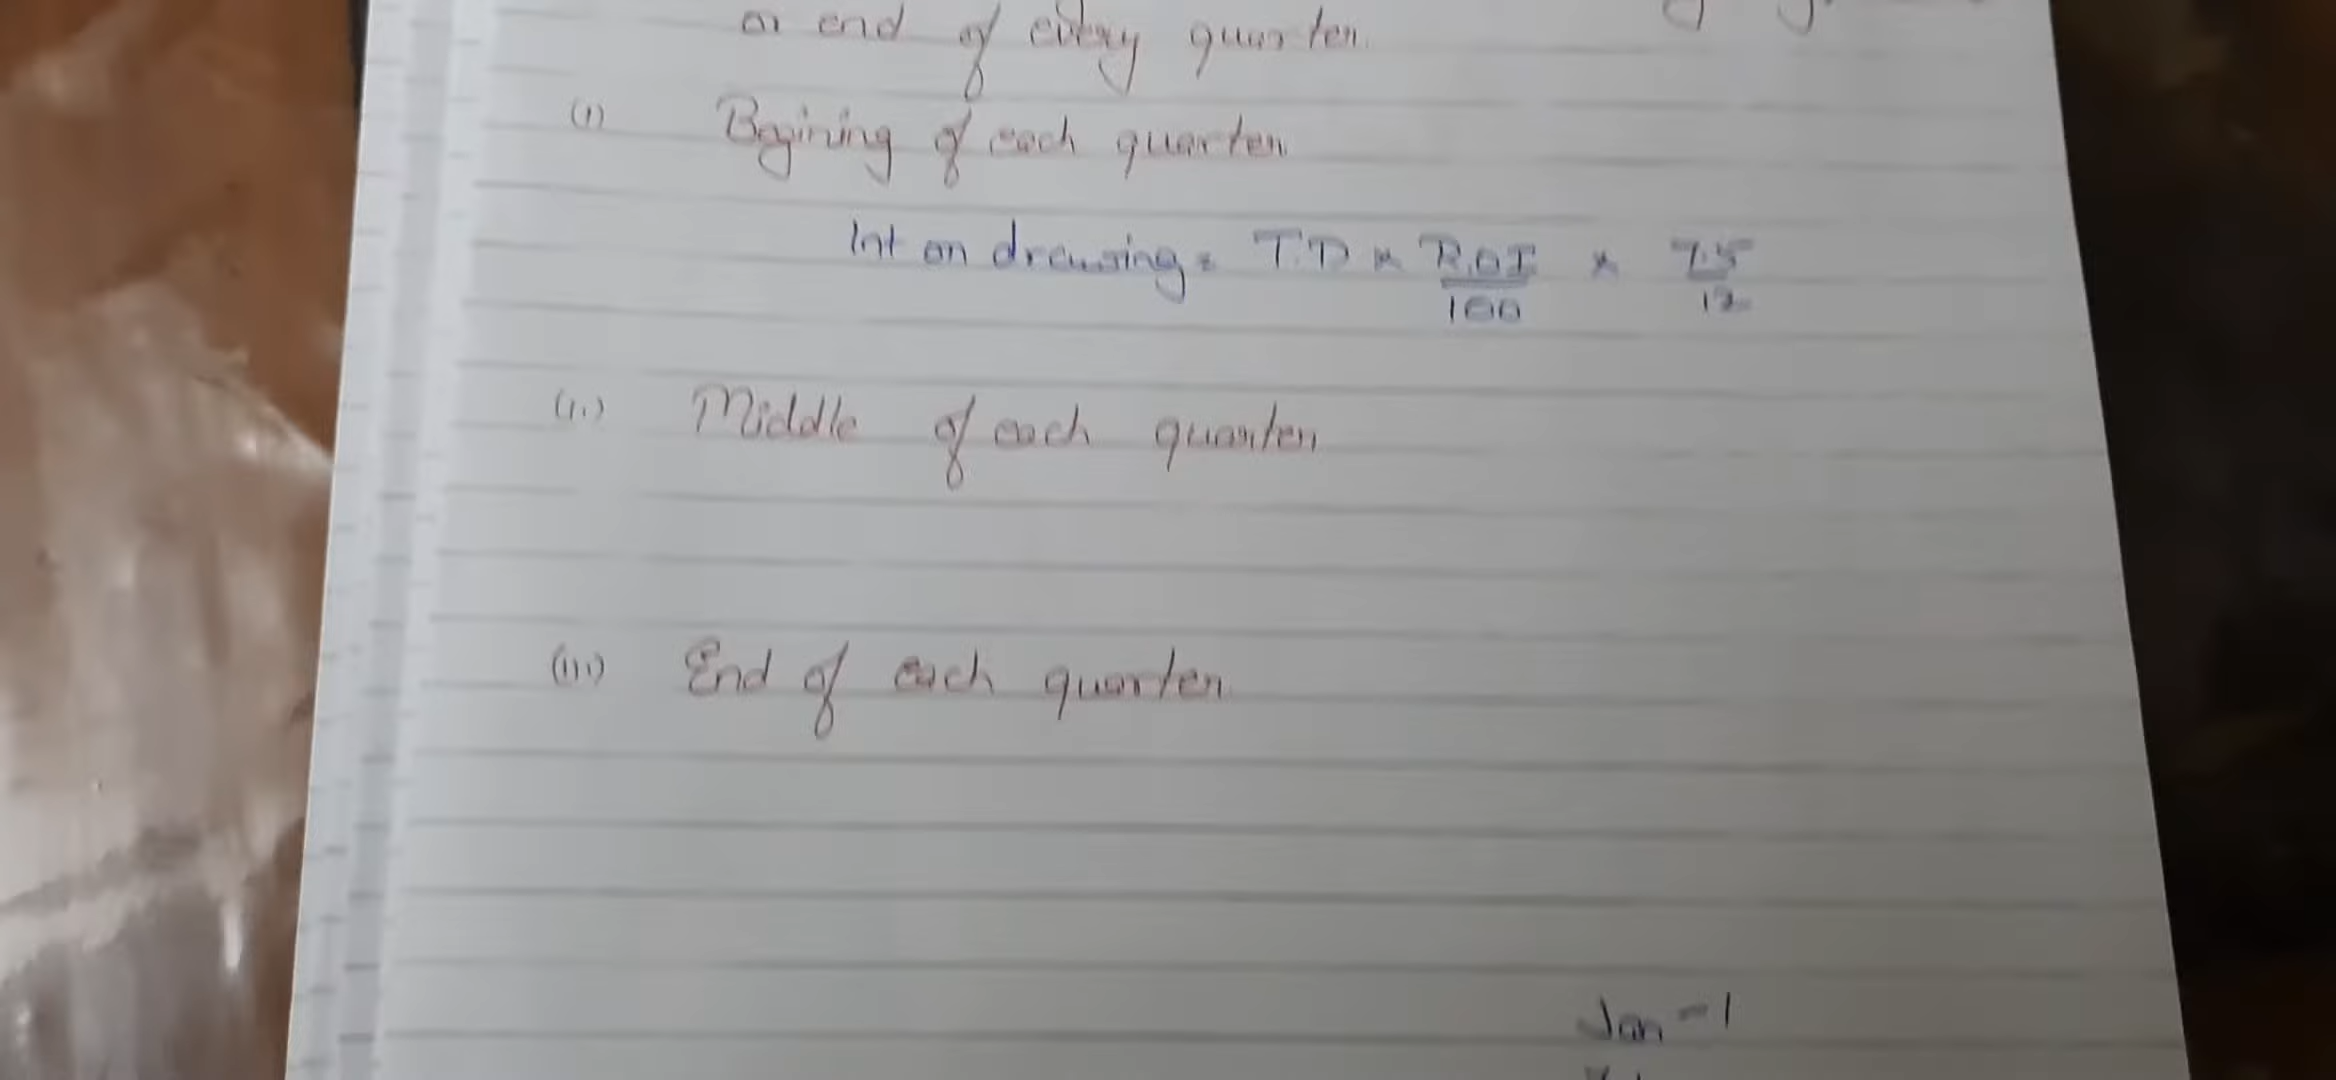 or end of every quarter.
(i) Begining of each quarter
Int on drawing = T.D × R.O.I/100 × 7.5/12
(ii) Middle of each quarter
(iii) End of each quarter
Jan - 1